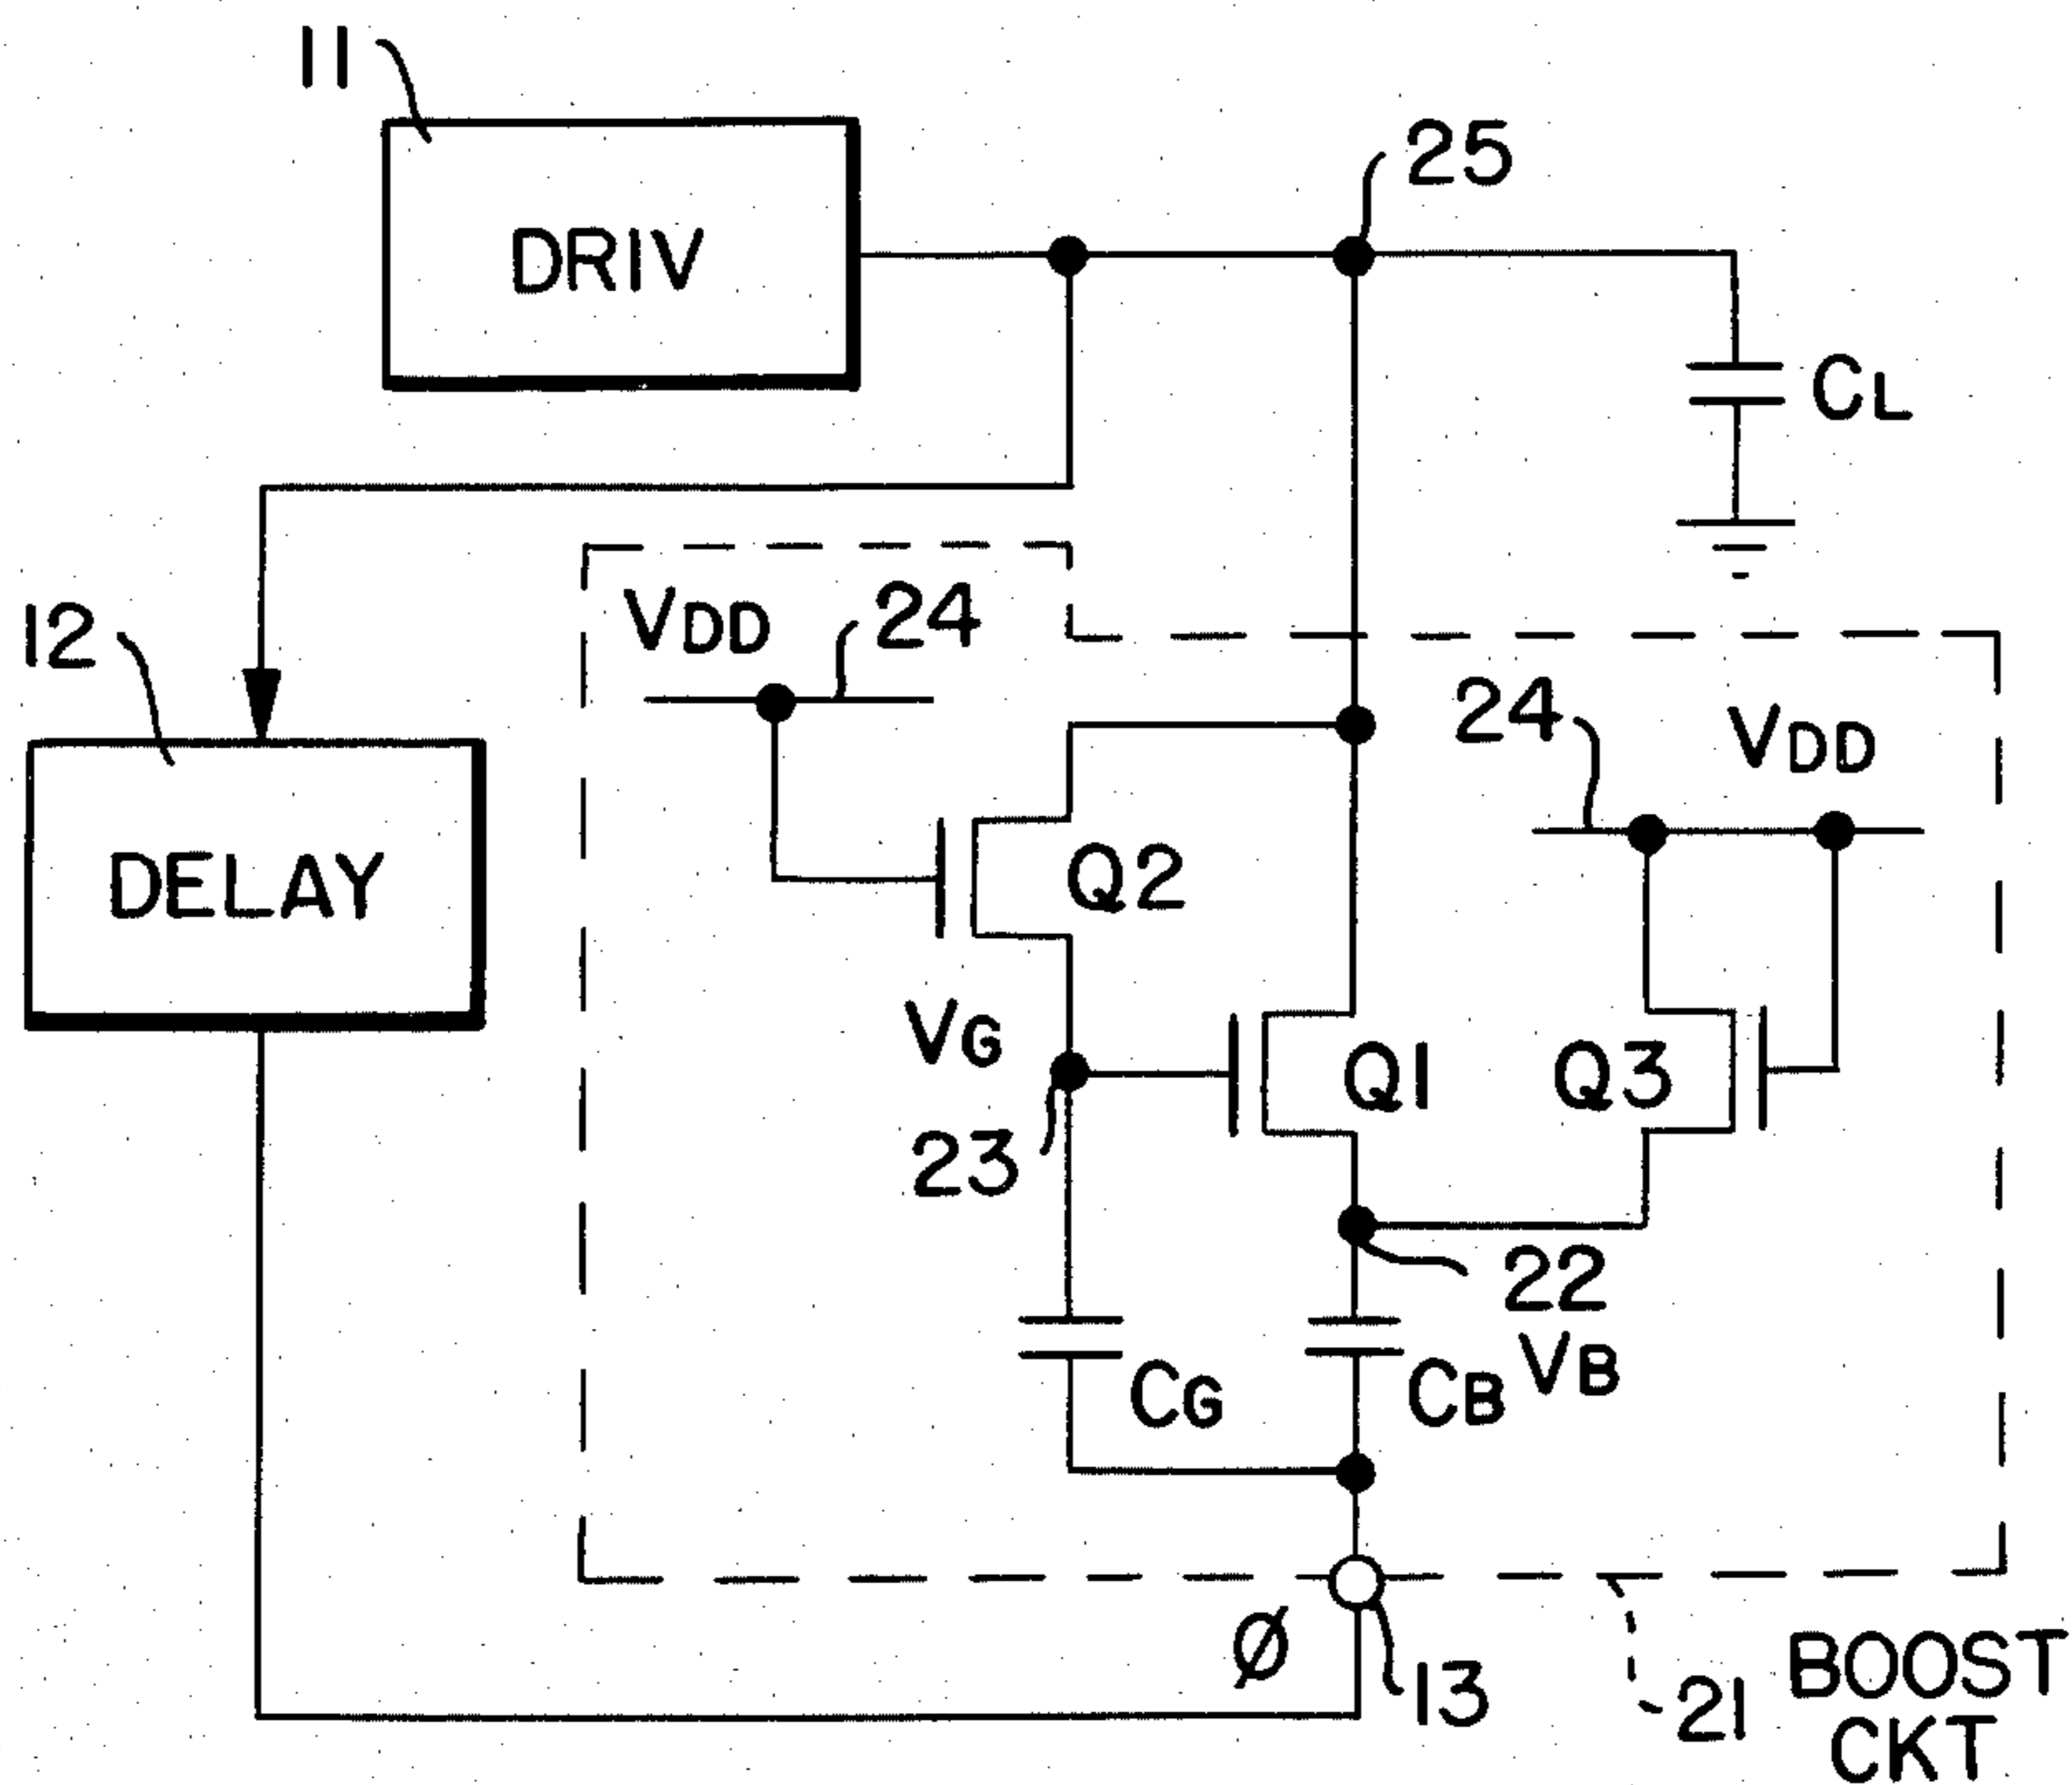 11
DRIV
25
CL
12
VDD
24
24
VDD
DELAY
Q2
VG
23
Q1
Q3
22
VB
CG
CB
Ø
13
21
BOOST
CKT